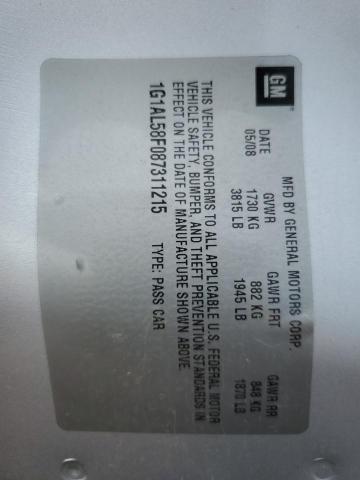 GM
MFD BY GENERAL MOTORS CORP.
DATE GVWR GAWR FRT GAWR RR
05/08 1730 KG 882 KG 848 KG
3815 LB 1945 LB 1870 LB
THIS VEHICLE CONFORMS TO ALL APPLICABLE U.S. FEDERAL MOTOR
VEHICLE SAFETY, BUMPER, AND THEFT PREVENTION STANDARDS IN
EFFECT ON THE DATE OF MANUFACTURE SHOWN ABOVE.
1G1AL58F087311215 TYPE: PASS CAR